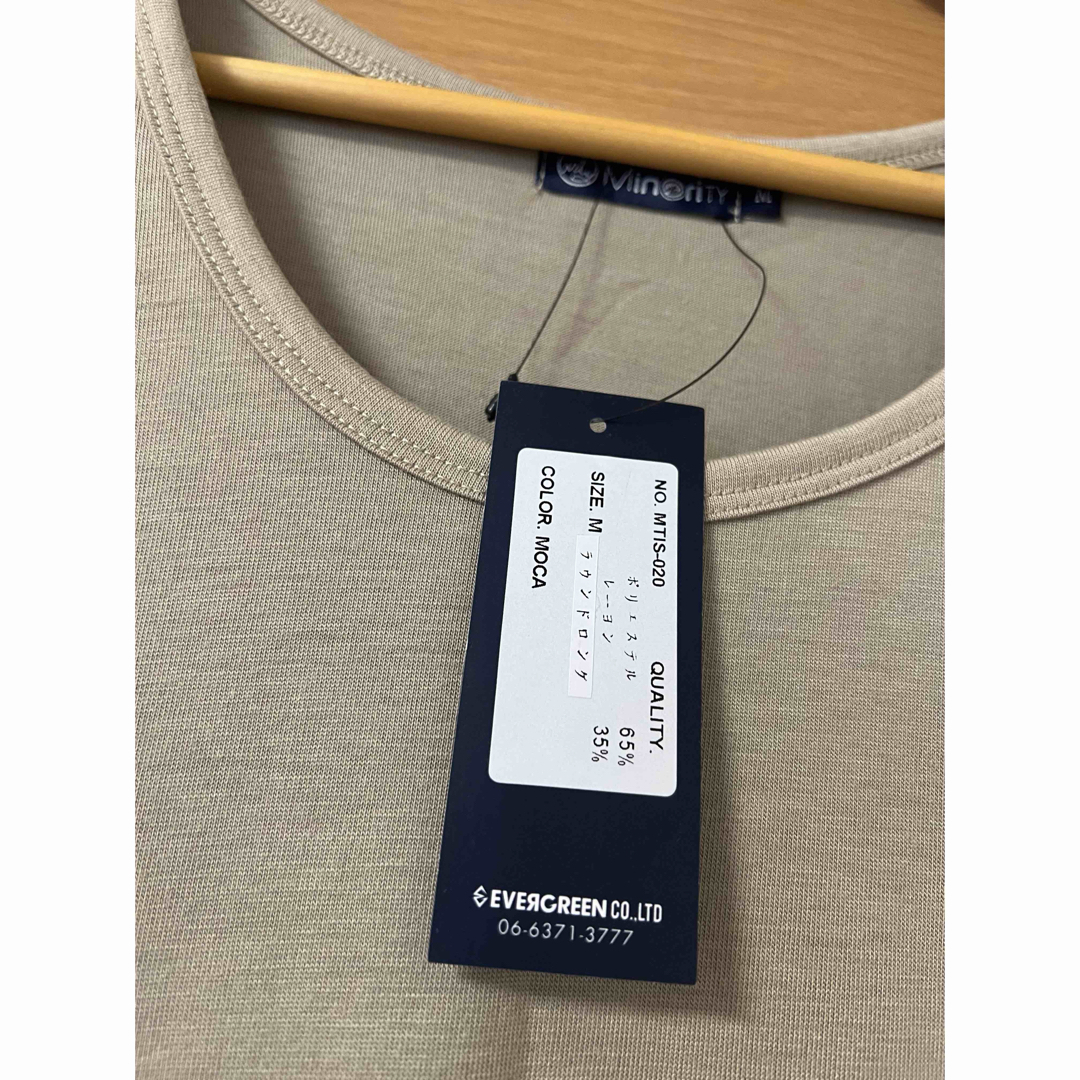 MinoriTY M
NO. MTIS-020 QUALITY.
ポリエステル 65%
レーヨン 35%
SIZE. M ラウンドロング
COLOR. MOCA
EVERGREEN CO.,LTD
06-6371-3777